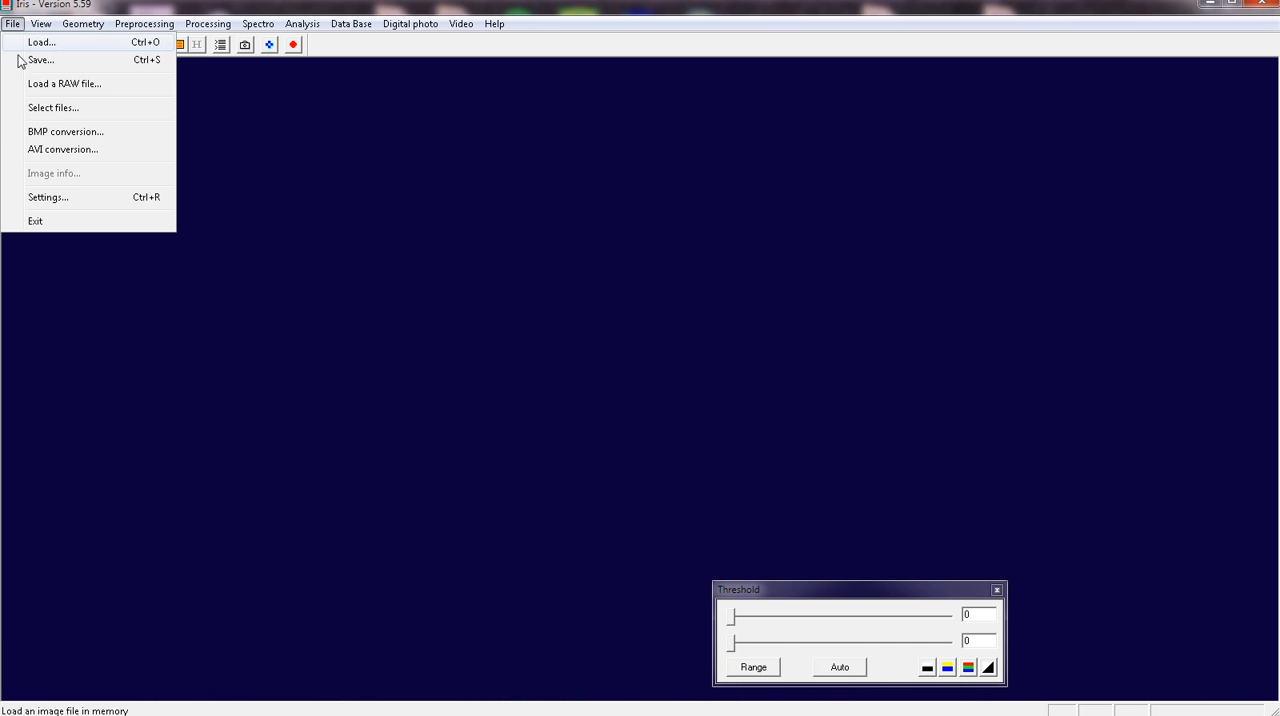 Iris - Version 5.59
File View Geometry Preprocessing Processing Spectro Analysis Data Base Digital photo Video Help
H
Load... Ctrl+O
Save... Ctrl+S
Load a RAW file...
Select files...
BMP conversion...
AVI conversion...
Image info...
Settings... Ctrl+R
Exit
Threshold
0
0
Range Auto
Load an image file in memory